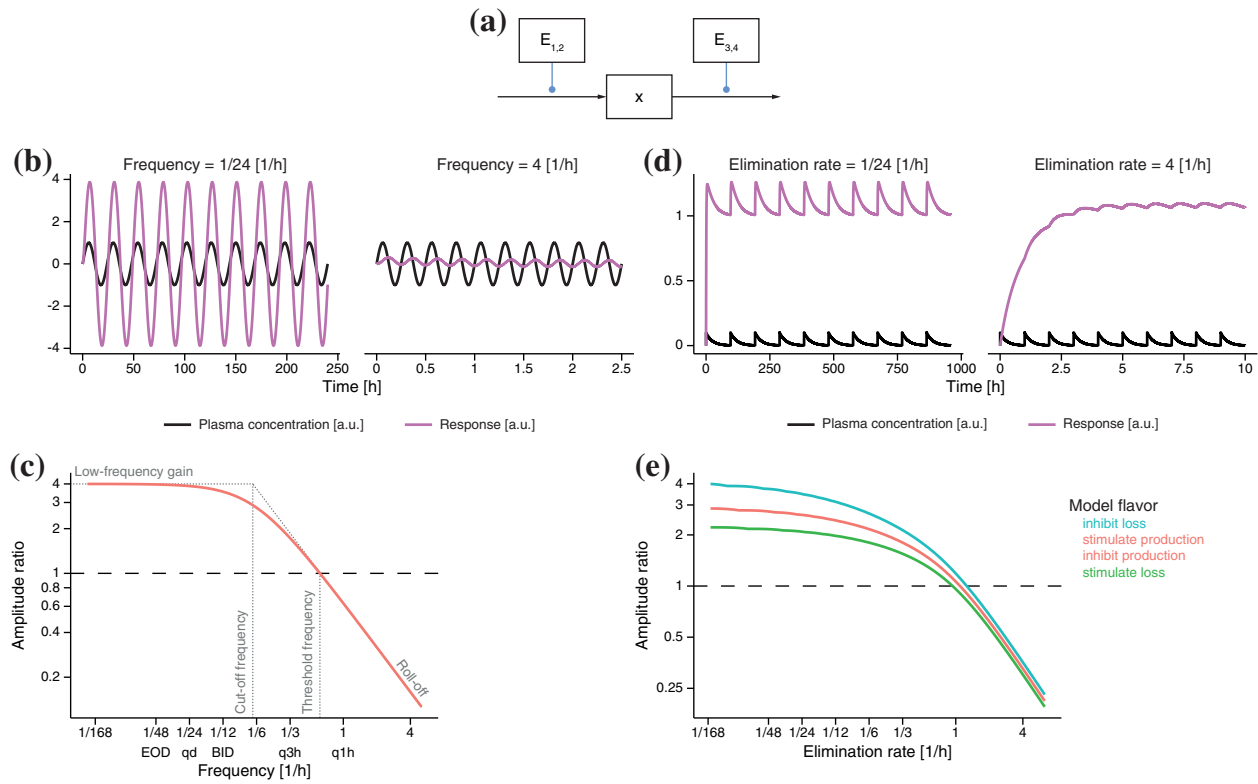 (a)
E1,2
E3,4
x
(b)
Frequency = 1/24 [1/h]
Frequency = 4 [1/h]
4
2
0
-2
-4
0 50 100 150 200 250
0 0.5 1 1.5 2 2.5
Time [h]
Plasma concentration [a.u.] Response [a.u.]
(d)
Elimination rate = 1/24 [1/h]
Elimination rate = 4 [1/h]
1
0.5
0
0 250 500 750 1000
0 2.5 5 7.5 10
Time [h]
Plasma concentration [a.u.] Response [a.u.]
(c)
Low-frequency gain
Amplitude ratio
4
3
2
1
0.8
0.6
0.4
0.2
Cut-off frequency
Threshold frequency
Roll-off
1/168 1/48 1/24 1/12 1/6 1/3 1 4
EOD qd BID q3h q1h
Frequency [1/h]
(e)
Amplitude ratio
4
3
2
1
0.5
0.25
1/168 1/48 1/24 1/12 1/6 1/3 1 4
Elimination rate [1/h]
Model flavor
inhibit loss
stimulate production
inhibit production
stimulate loss